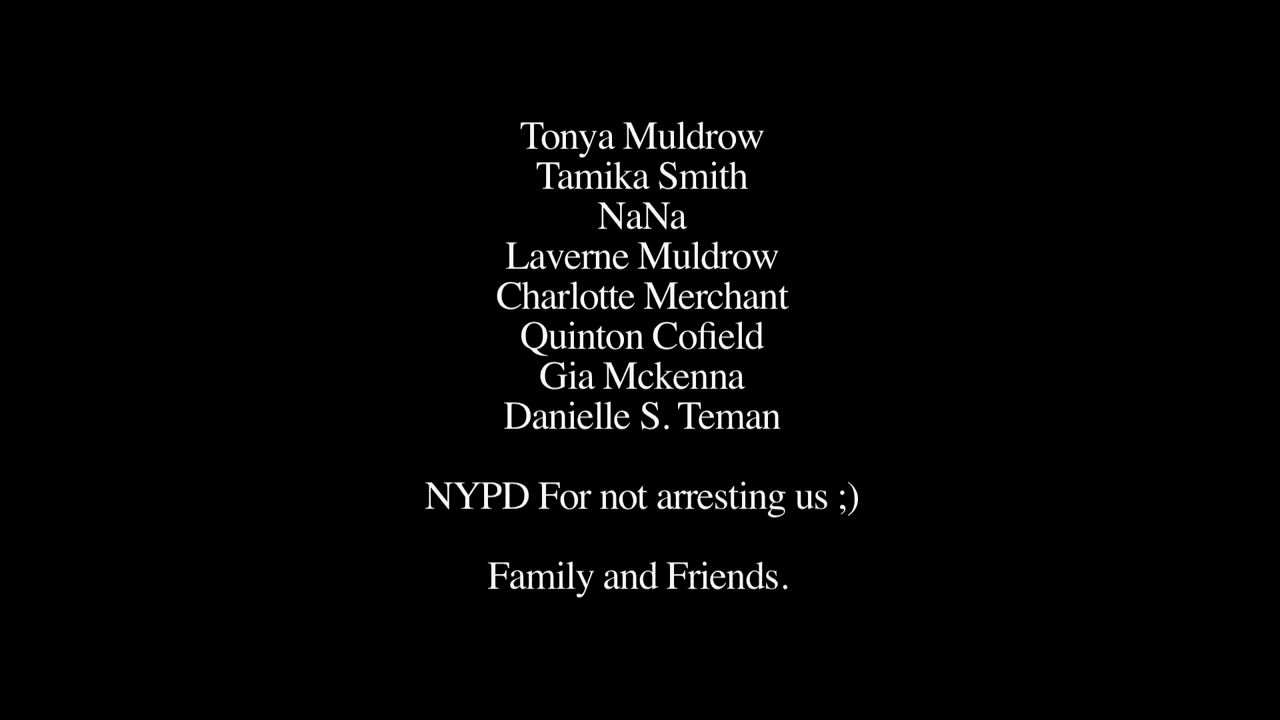 Tonya Muldrow
Tamika Smith
NaNa
Laverne Muldrow
Charlotte Merchant
Quinton Cofield
Gia Mckenna
Danielle S. Teman
NYPD For not arresting us ;)
Family and Friends.